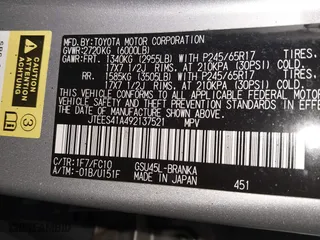 MFD.BY:TOYOTA MOTOR CORPORATION
GVWR:2720KG (6000LB)
GAWR:FRT. 1340KG (2955LB) WITH P245/65R17 TIRES.
17X7 1/2J RIMS. AT 210KPA (30PSI) COLD
RR. 1585KG (3505LB) WITH P245/65R17 TIRES.
17X7 1/2J RIMS. AT 210KPA (30PSI)
THIS VEHICLE CONFORMS TO ALL APPLICABLE FEDERAL
MOTOR VEHICLE SAFETY, BUMPER, AND THEFT
PREVENTION STANDARDS IN EFFECT ON THE
DATE OF MANUFACTURE SHOWN ABOVE.
JTEES41A492137521 MPV
C/TR:1F7/FC10 GSU45L-BRANKA
A/TM:-01B/U151F MADE IN JAPAN
451